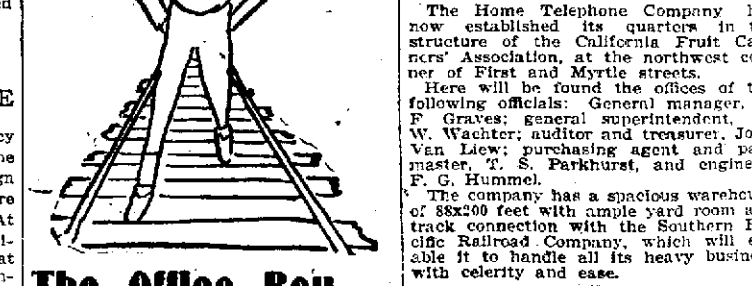 The Office Boy
The Home Telephone Company
now established its quarters in
structure of the California Fruit Ca
ners' Association, at the northwest co
ner of First and Myrtle streets.
Here will be found the offices of t
following officials: General manager,
F Graves; general superintendent,
W. Wachter; auditor and treasurer, Jo
Van Liew; purchasing agent and pa
master, T. S. Parkhurst, and engine
F. G. Hummel.
The company has a spacious warehou
of 88x200 feet with ample yard room a
track connection with the Southern P
cific Railroad Company, which will e
able it to handle all its heavy busine
with celerity and ease.